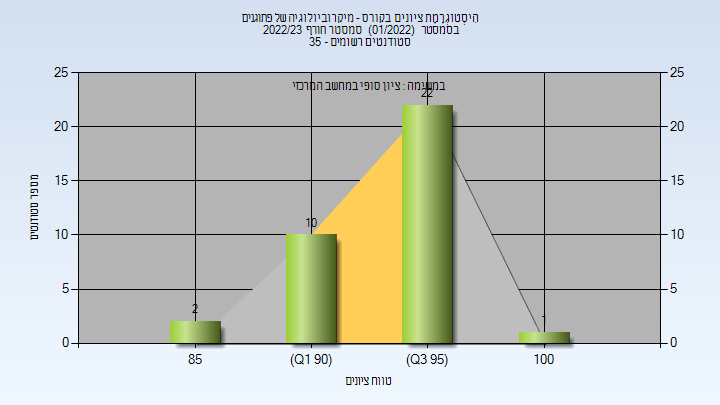 היסטוגרמת ציונים בקורס - מיקרוביולוגיה של פתוגנים
בסמסטר (01/2022) סמסטר חורף 2022/23
סטודנטים רשומים - 35
במשימה : ציון סופי במחשב המרכזי
25
20
15
10
5
0
25
20
15
10
5
0
מספר סטודנטים
2
10
22
1
85
(Q1 90)
(Q3 95)
100
טווח ציונים